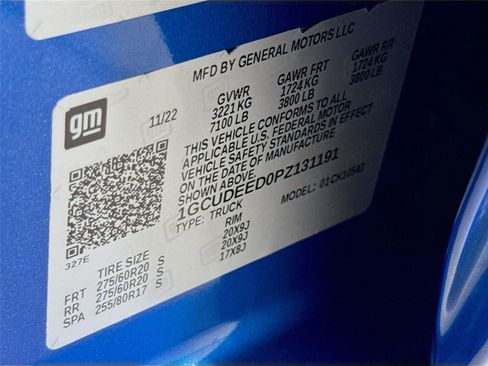 MFD BY GENERAL MOTORS LLC
gm
11/22
GVWR GAWR FRT GAWR RR
3221 KG 1724 KG 1724 KG
7100 LB 3800 LB 3800 LB
THIS VEHICLE CONFORMS TO ALL
APPLICABLE U.S. FEDERAL MOTOR
VEHICLE SAFETY STANDARDS IN EFFECT
ON THE DATE OF MANUFACTURE
SHOWN ABOVE.
1GCUDEED0PZ131191
TYPE: TRUCK MODEL: 01CK10543
327E
TIRE SIZE RIM
FRT 275/60R20 S 20X9J
RR 275/60R20 S 20X9J
SPA 255/80R17 S 17X8J